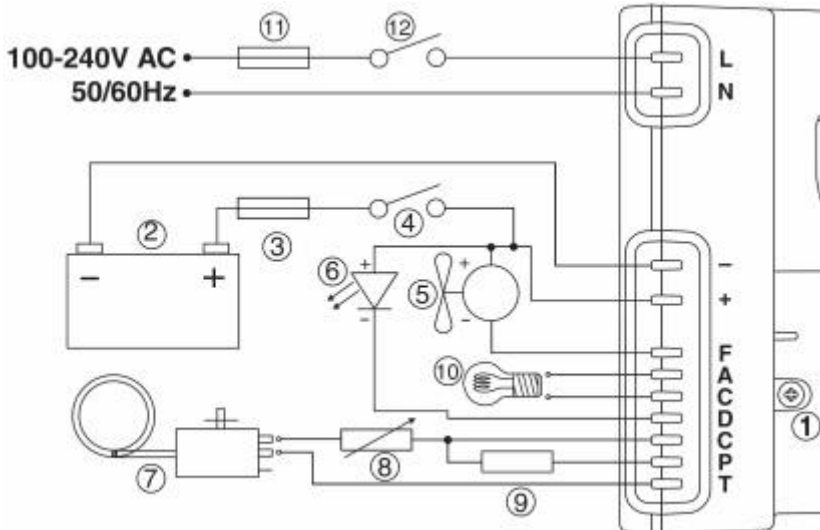 ⑪ ⑫
100-240V AC L
50/60Hz N
② ③ ④
− + ⑥ + ⑤ + −
− − +
⑩ F
A
C
D
⑦ ⑧ C ①
⑨ P
T